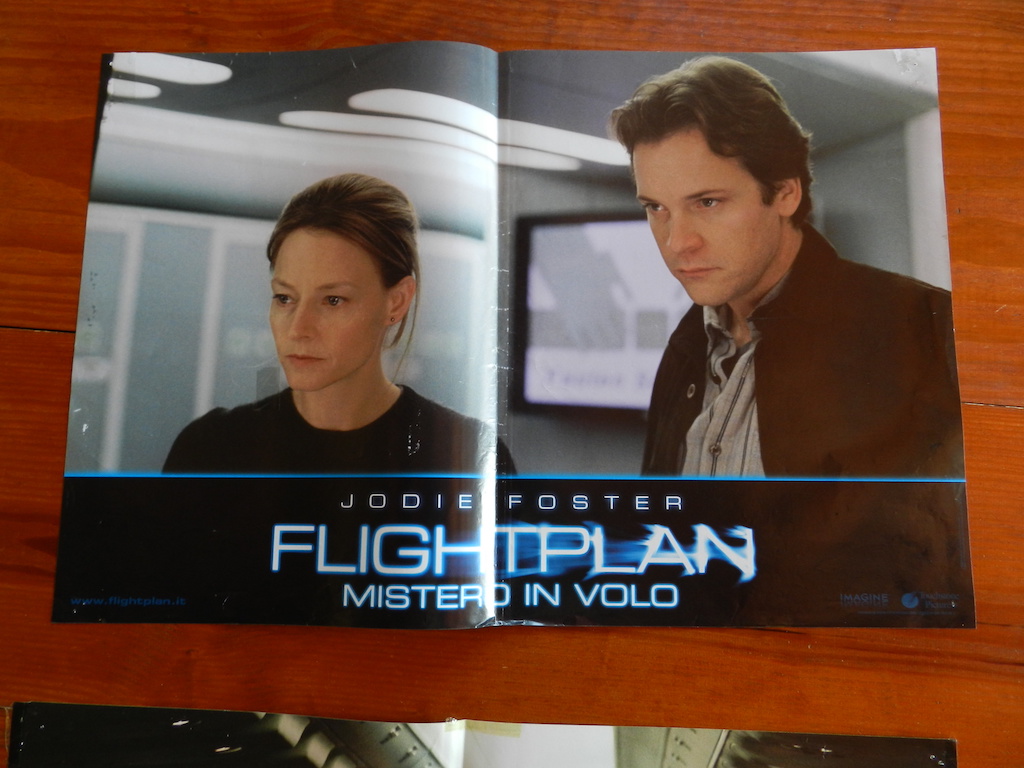 JODIE FOSTER
FLIGHTPLAN
MISTERO IN VOLO
www.flightplan.it
IMAGINE